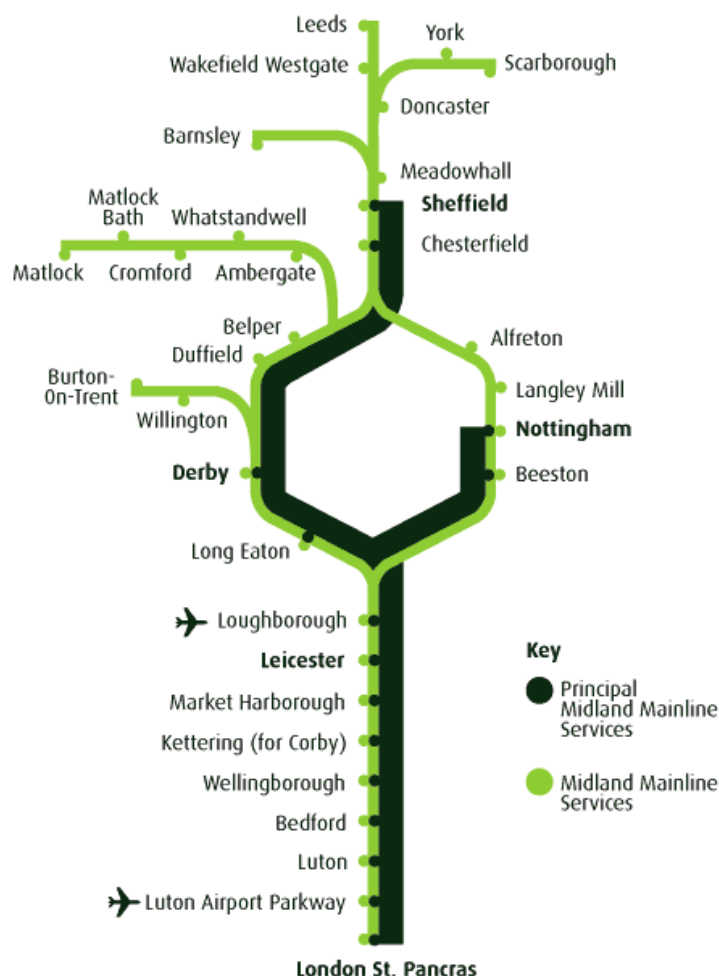 Leeds
York
Wakefield Westgate
Scarborough
Doncaster
Barnsley
Meadowhall
Matlock
Bath
Whatstandwell
Sheffield
Chesterfield
Matlock
Cromford
Ambergate
Belper
Alfreton
Duffield
Burton-
On-Trent
Langley Mill
Willington
Nottingham
Derby
Beeston
Long Eaton
Loughborough
Leicester
Market Harborough
Kettering (for Corby)
Wellingborough
Bedford
Luton
Luton Airport Parkway
London St. Pancras
Key
Principal
Midland Mainline
Services
Midland Mainline
Services